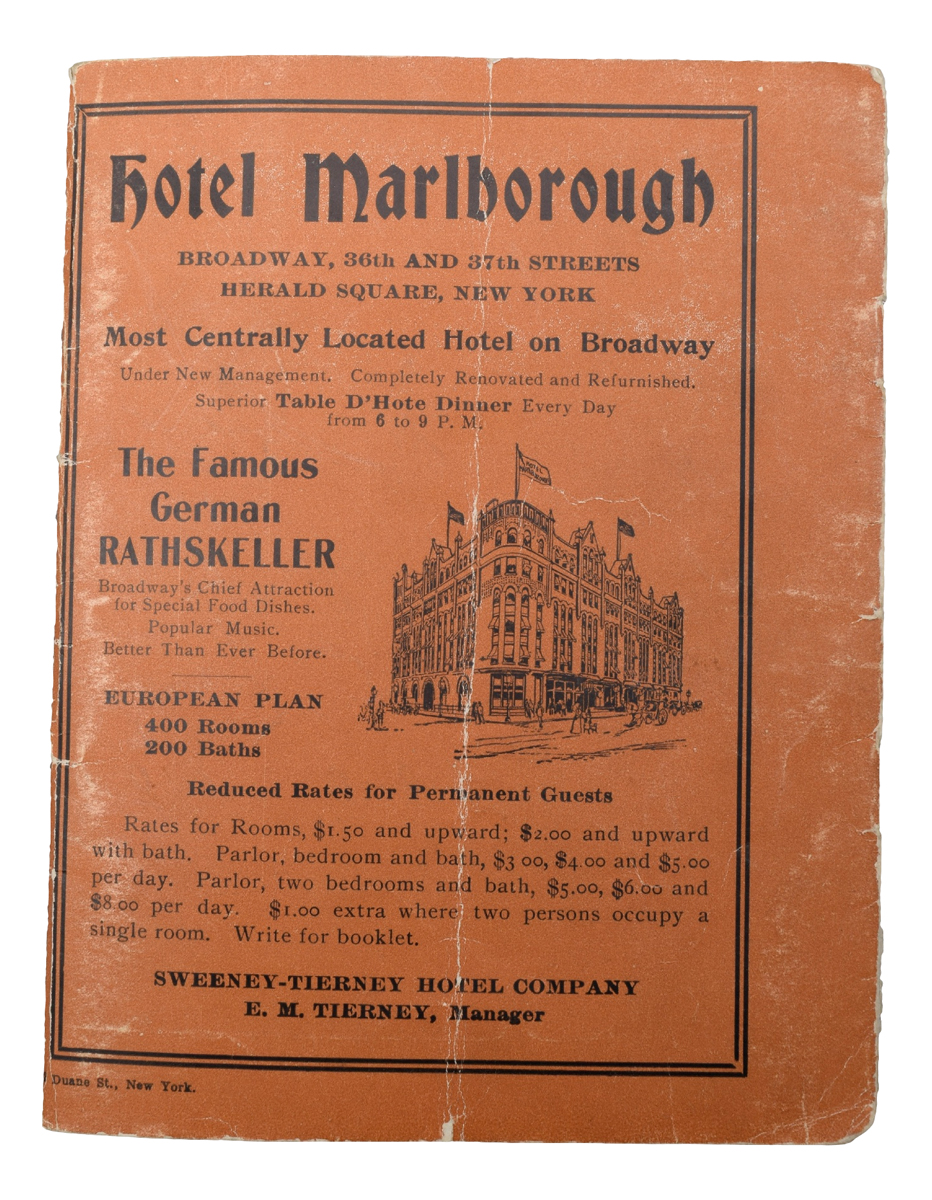 Hotel Marlborough
BROADWAY, 36th AND 37th STREETS
HERALD SQUARE, NEW YORK
Most Centrally Located Hotel on Broadway
Under New Management. Completely Renovated and Refurnished.
Superior Table D'Hote Dinner Every Day
from 6 to 9 P. M.
The Famous
German
RATHSKELLER
Broadway's Chief Attraction
for Special Food Dishes.
Popular Music.
Better Than Ever Before.
EUROPEAN PLAN
400 Rooms
200 Baths
HOTEL
Reduced Rates for Permanent Guests
Rates for Rooms, $1.50 and upward; $2.00 and upward
with bath. Parlor, bedroom and bath, $3 00, $4.00 and $5.00
per day. Parlor, two bedrooms and bath, $5.00, $6.00 and
$8.00 per day. $1.00 extra where two persons occupy a
single room. Write for booklet.
SWEENEY-TIERNEY HOTEL COMPANY
E. M. TIERNEY, Manager
Duane St., New York.